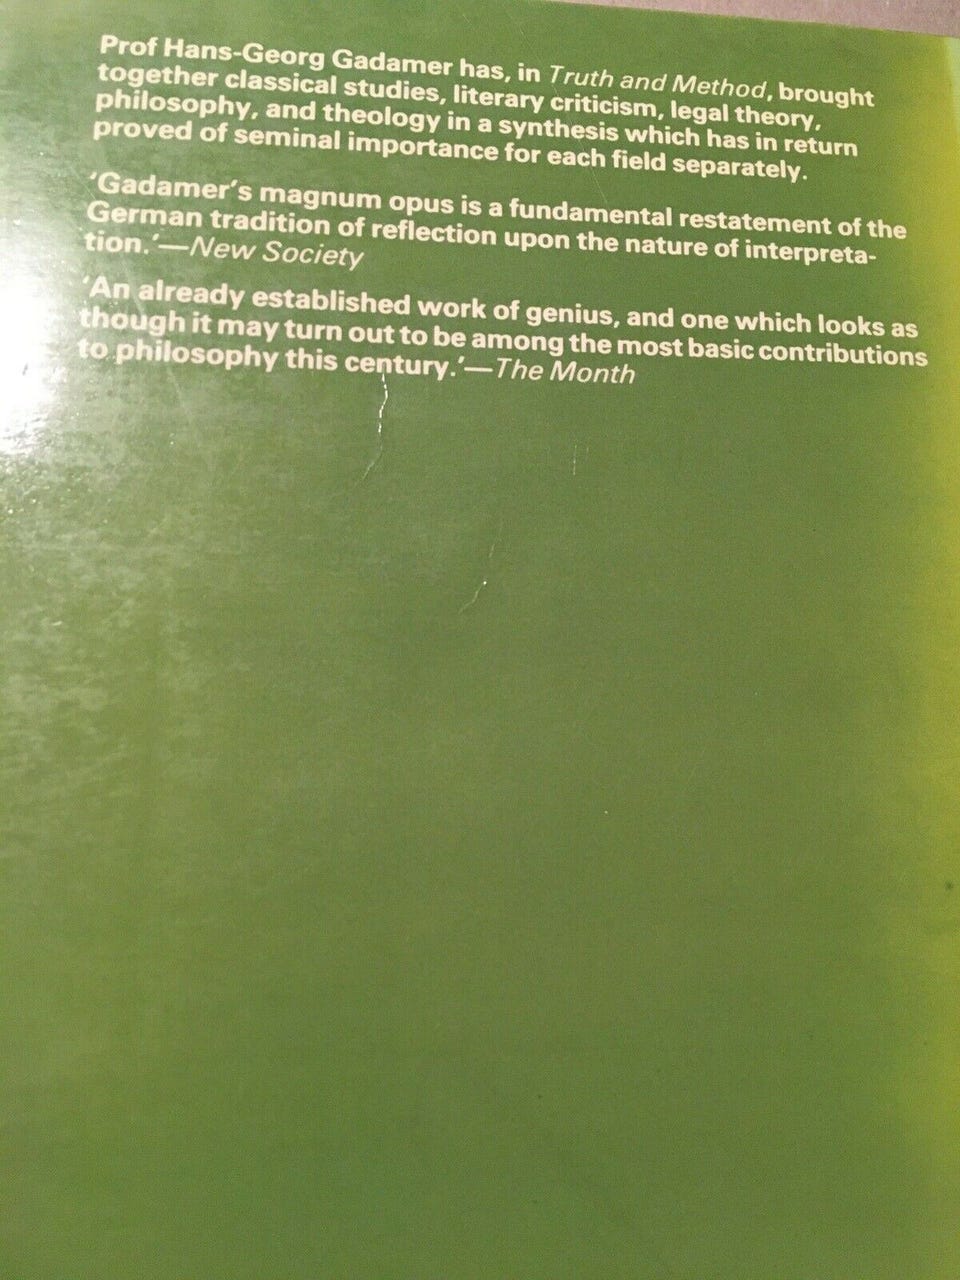 Prof Hans-Georg Gadamer has, in Truth and Method, brought
together classical studies, literary criticism, legal theory,
philosophy, and theology in a synthesis which has in return
proved of seminal importance for each field separately.
‘Gadamer’s magnum opus is a fundamental restatement of the
German tradition of reflection upon the nature of interpreta-
tion.’—New Society
‘An already established work of genius, and one which looks as
though it may turn out to be among the most basic contributions
to philosophy this century.’—The Month